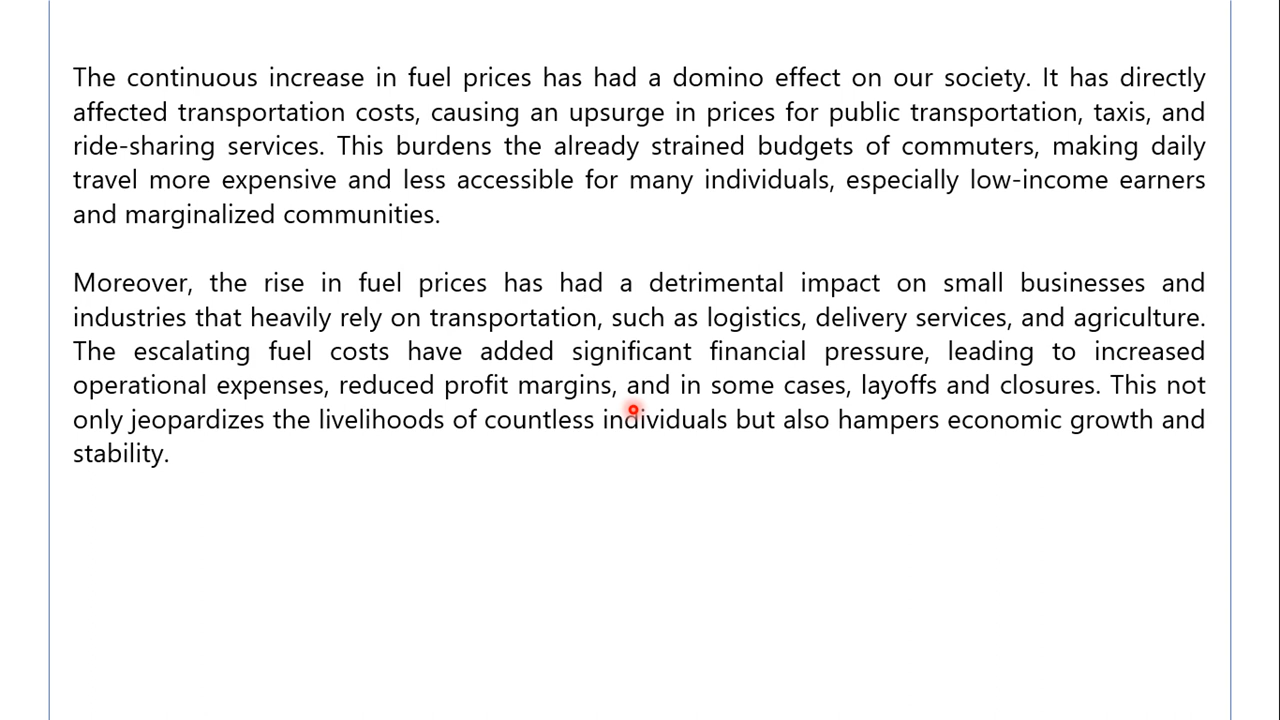 The continuous increase in fuel prices has had a domino effect on our society. It has directly
affected transportation costs, causing an upsurge in prices for public transportation, taxis, and
ride-sharing services. This burdens the already strained budgets of commuters, making daily
travel more expensive and less accessible for many individuals, especially low-income earners
and marginalized communities.
Moreover, the rise in fuel prices has had a detrimental impact on small businesses and
industries that heavily rely on transportation, such as logistics, delivery services, and agriculture.
The escalating fuel costs have added significant financial pressure, leading to increased
operational expenses, reduced profit margins, and in some cases, layoffs and closures. This not
only jeopardizes the livelihoods of countless individuals but also hampers economic growth and
stability.